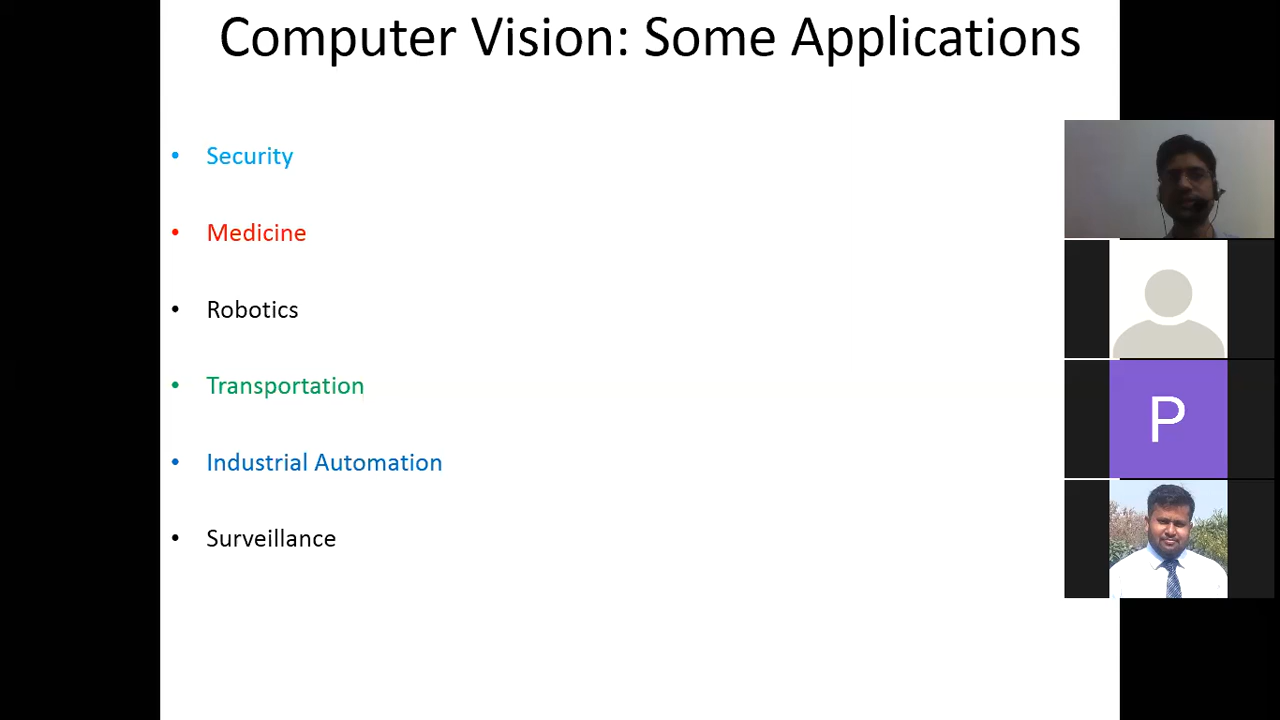 Computer Vision: Some Applications
• Security
• Medicine
• Robotics
• Transportation
• Industrial Automation
• Surveillance
P